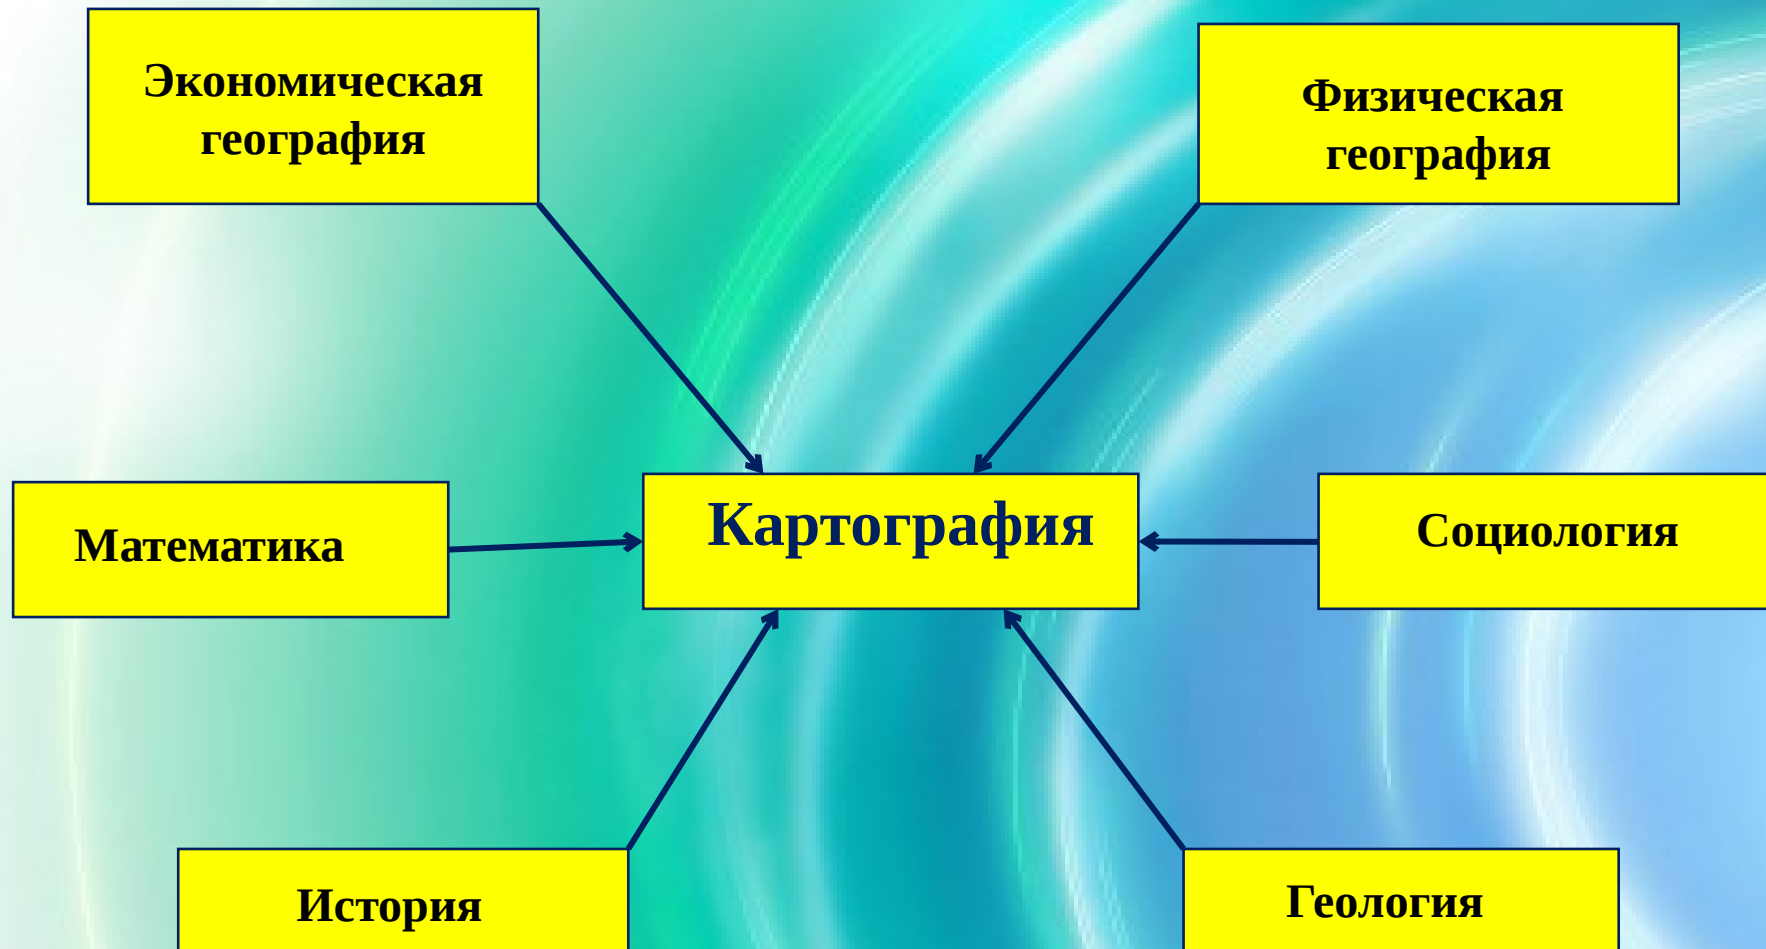 Экономическая
география
Физическая
география
Математика
Картография
Социология
История
Геология